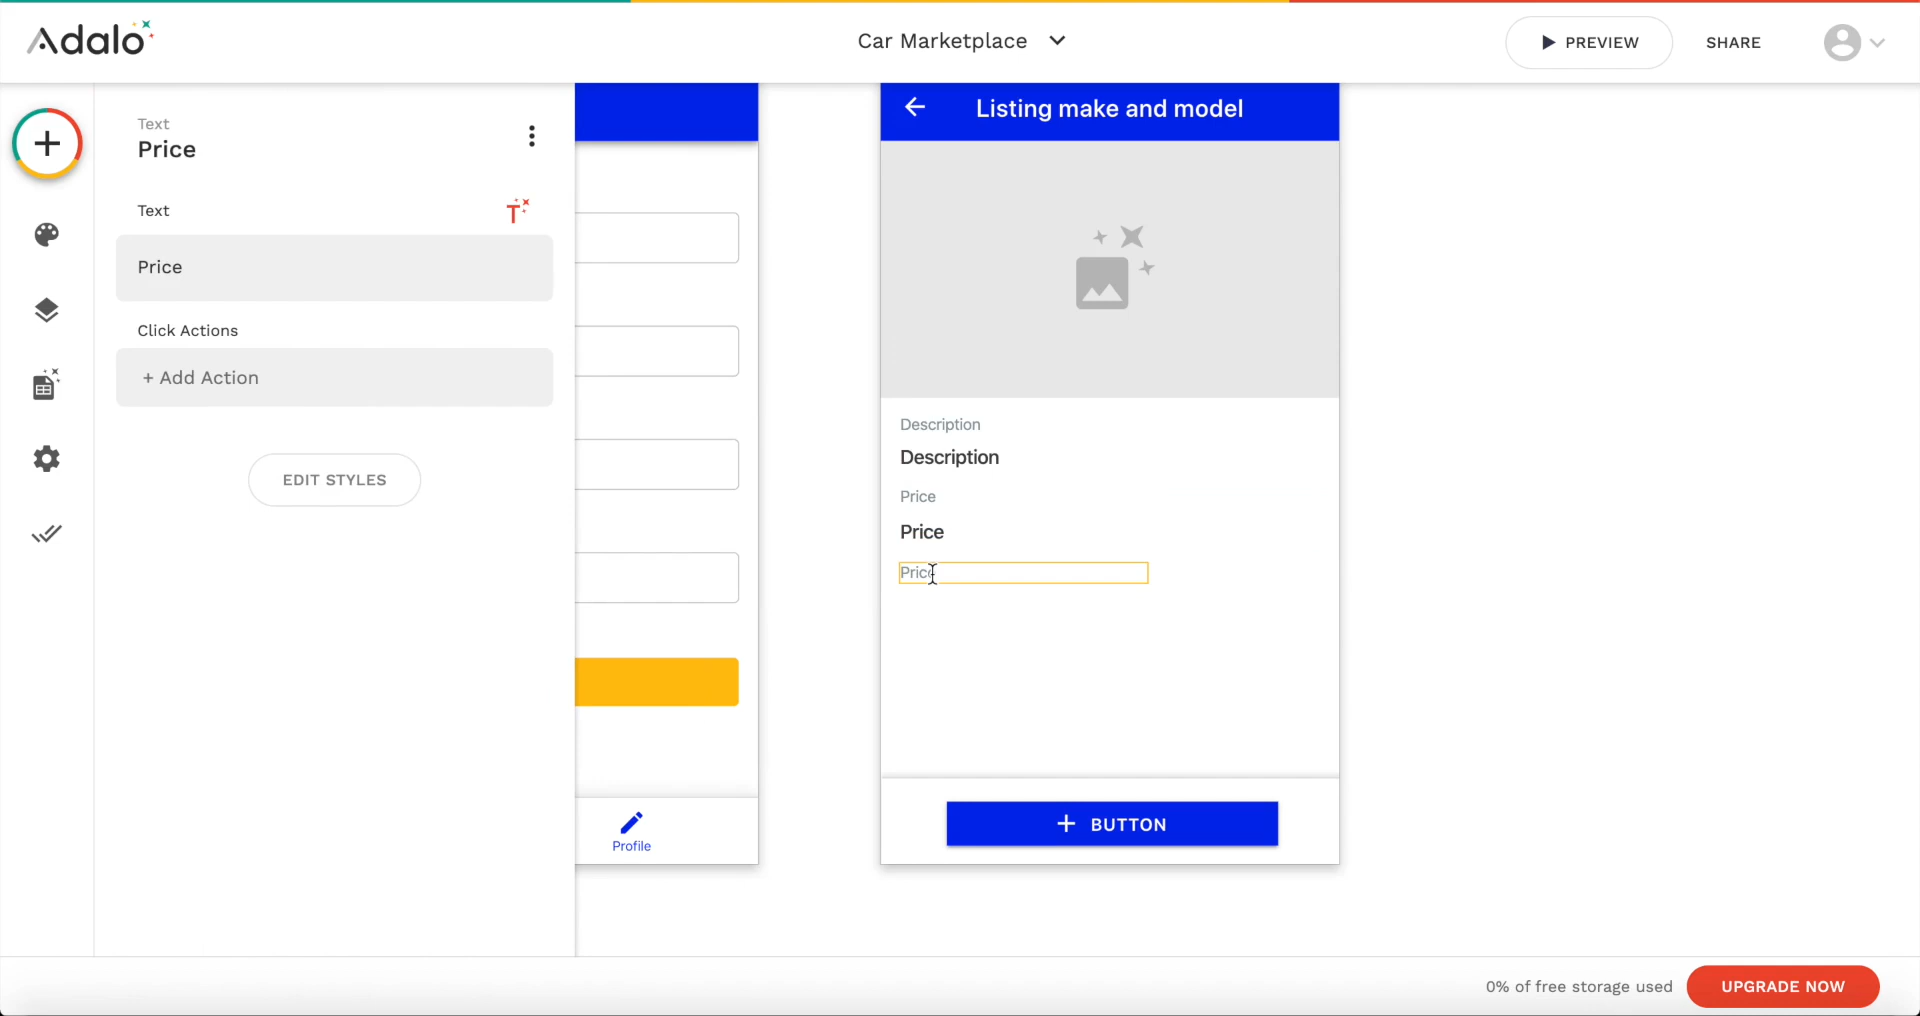 Adalo
Car Marketplace
PREVIEW
SHARE
Text
Price
Text
Price
Click Actions
+ Add Action
EDIT STYLES
Profile
Listing make and model
Description
Description
Price
Price
Price
BUTTON
0% of free storage used
UPGRADE NOW